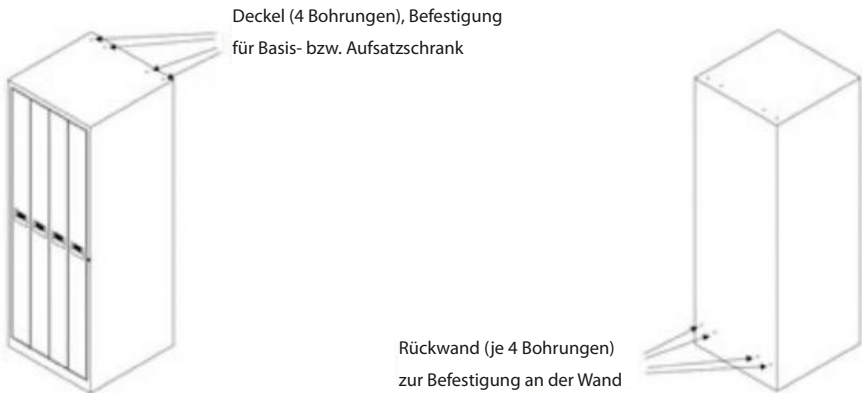 Deckel (4 Bohrungen), Befestigung
für Basis- bzw. Aufsatzschrank
Rückwand (je 4 Bohrungen)
zur Befestigung an der Wand